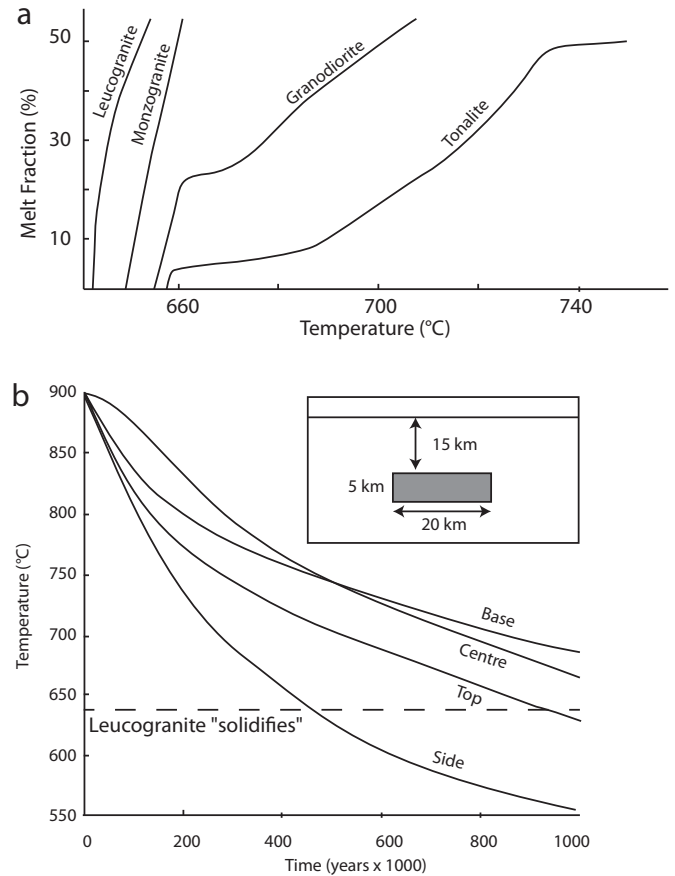 a
50
30
10
Melt Fraction (%)
Leucogranite
Monzogranite
Granodiorite
Tonalite
660
700
740
Temperature (°C)
b
900
850
800
750
700
650
600
550
Temperature (°C)
15 km
5 km
20 km
Base
Centre
Top
Side
Leucogranite "solidifies"
0
200
400
600
800
1000
Time (years x 1000)